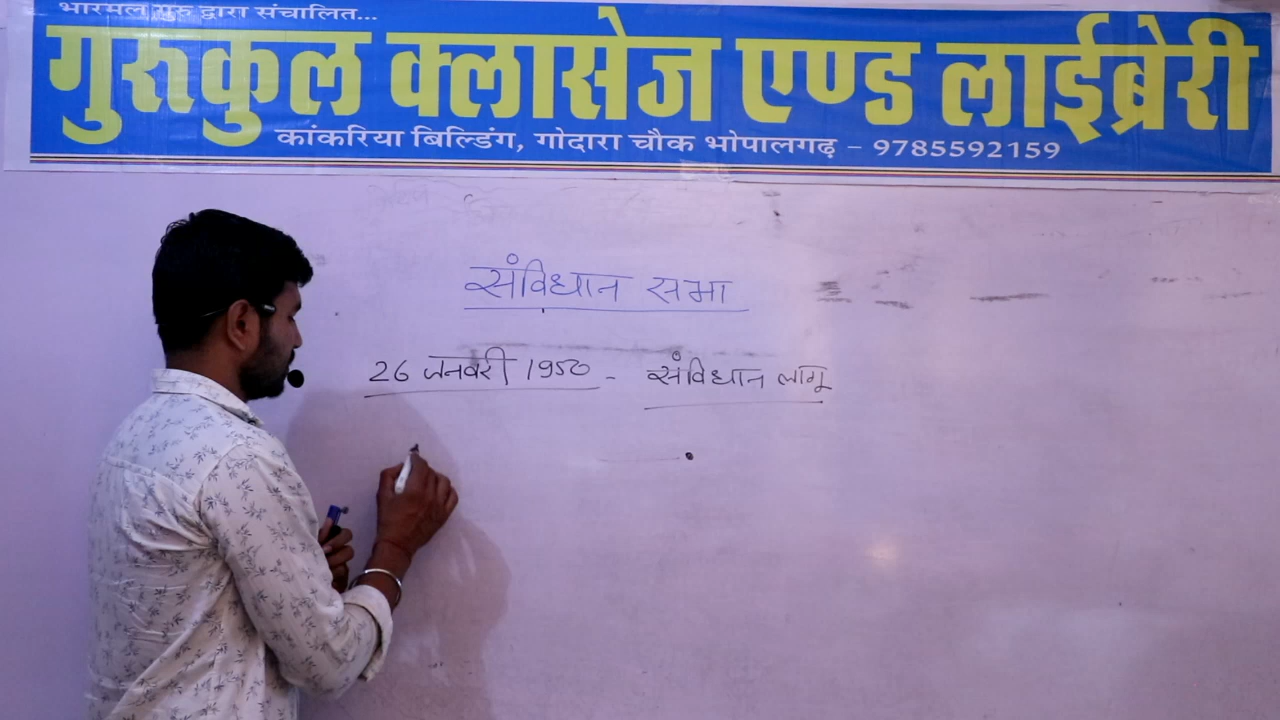 भारमल गुरु द्वारा संचालित...
गुरुकुल क्लासेज एण्ड लाईब्रेरी
कांकरिया बिल्डिंग, गोदारा चौक भोपालगढ़ - 9785592159
संविधान सभा
26 जनवरी 1950 - संविधान लागू